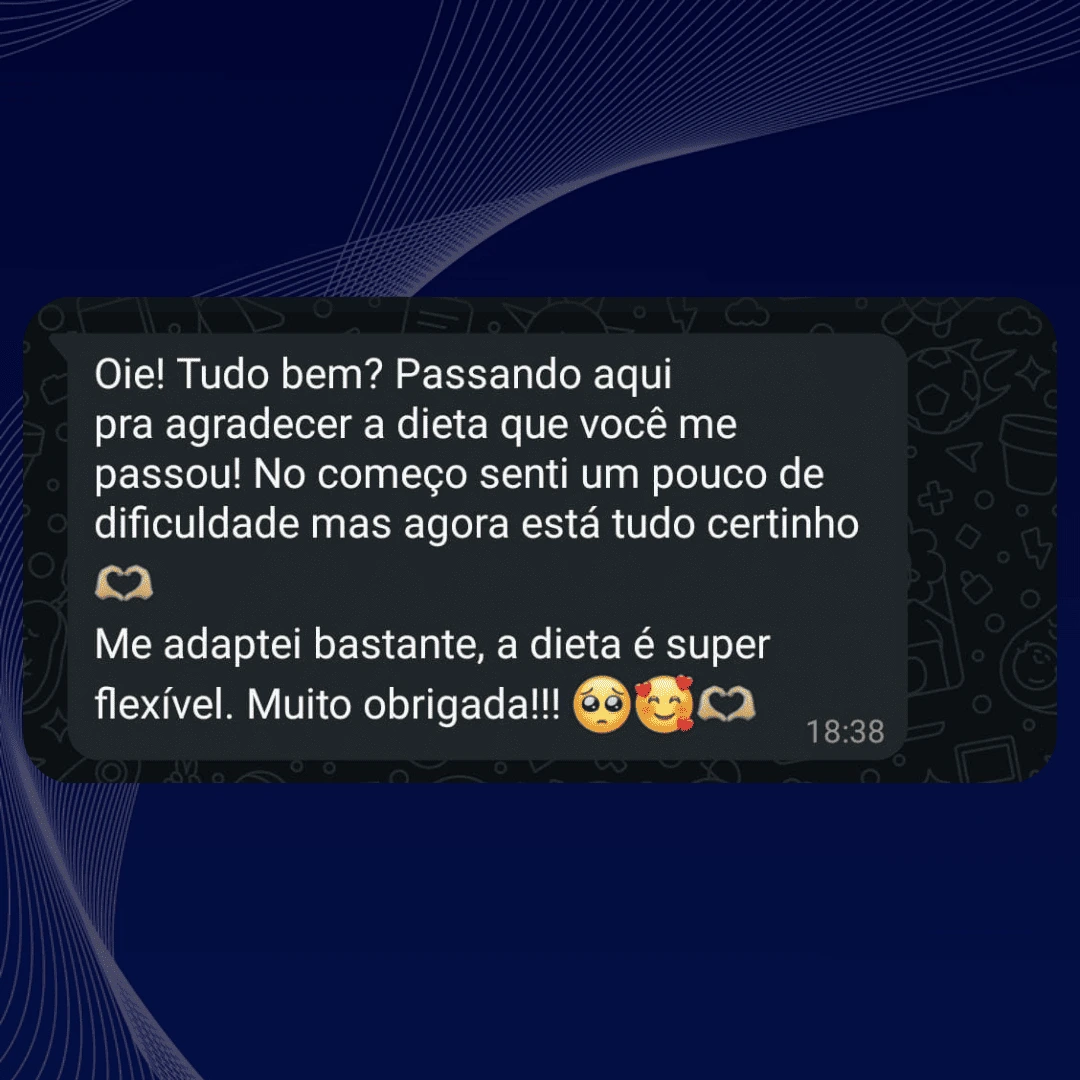 Oie! Tudo bem? Passando aqui
pra agradecer a dieta que você me
passou! No começo senti um pouco de
dificuldade mas agora está tudo certinho
🫶🏼
Me adaptei bastante, a dieta é super
flexível. Muito obrigada!!! 🥺🥰🫶🏼
18:38